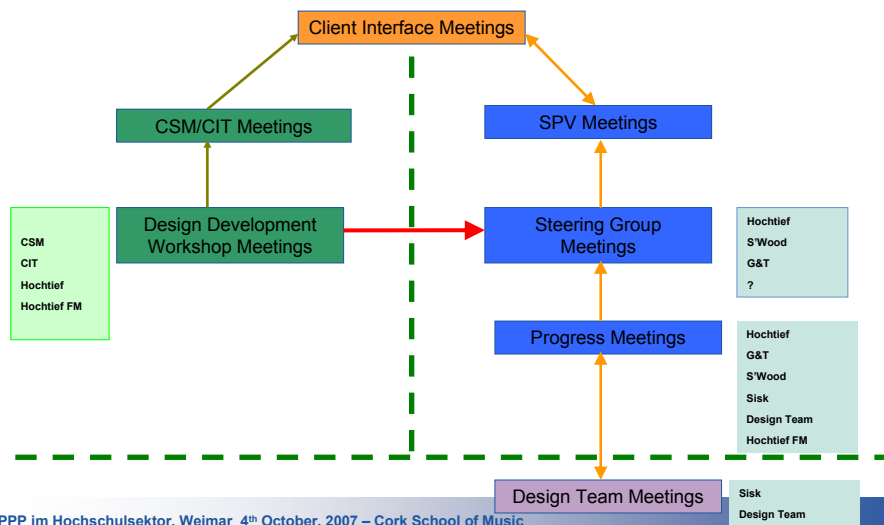 Client Interface Meetings
CSM/CIT Meetings
SPV Meetings
Design Development
Workshop Meetings
Steering Group
Meetings
CSM
CIT
Hochtief
Hochtief FM
Hochtief
S'Wood
G&T
?
Progress Meetings
Hochtief
G&T
S'Wood
Sisk
Design Team
Hochtief FM
Design Team Meetings
Sisk
Design Team
PPP im Hochschulsektor, Weimar 4th October, 2007 – Cork School of Music